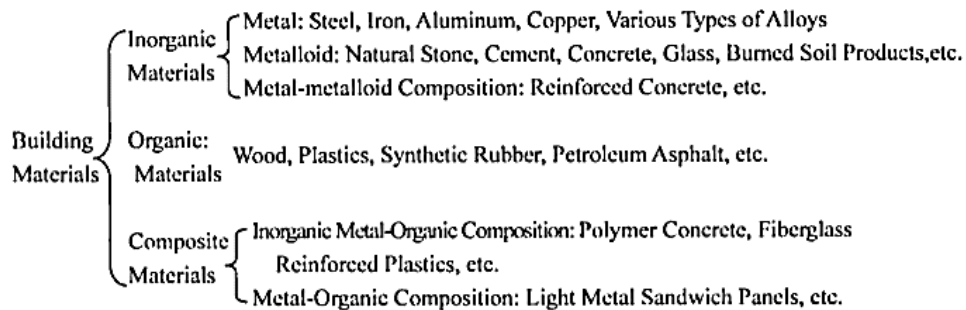 Building
Materials
Inorganic
Materials
Metal: Steel, Iron, Aluminum, Copper, Various Types of Alloys
Metalloid: Natural Stone, Cement, Concrete, Glass, Burned Soil Products,etc.
Metal-metalloid Composition: Reinforced Concrete, etc.
Organic:
Materials
Wood, Plastics, Synthetic Rubber, Petroleum Asphalt, etc.
Composite
Materials
Inorganic Metal-Organic Composition: Polymer Concrete, Fiberglass
Reinforced Plastics, etc.
Metal-Organic Composition: Light Metal Sandwich Panels, etc.